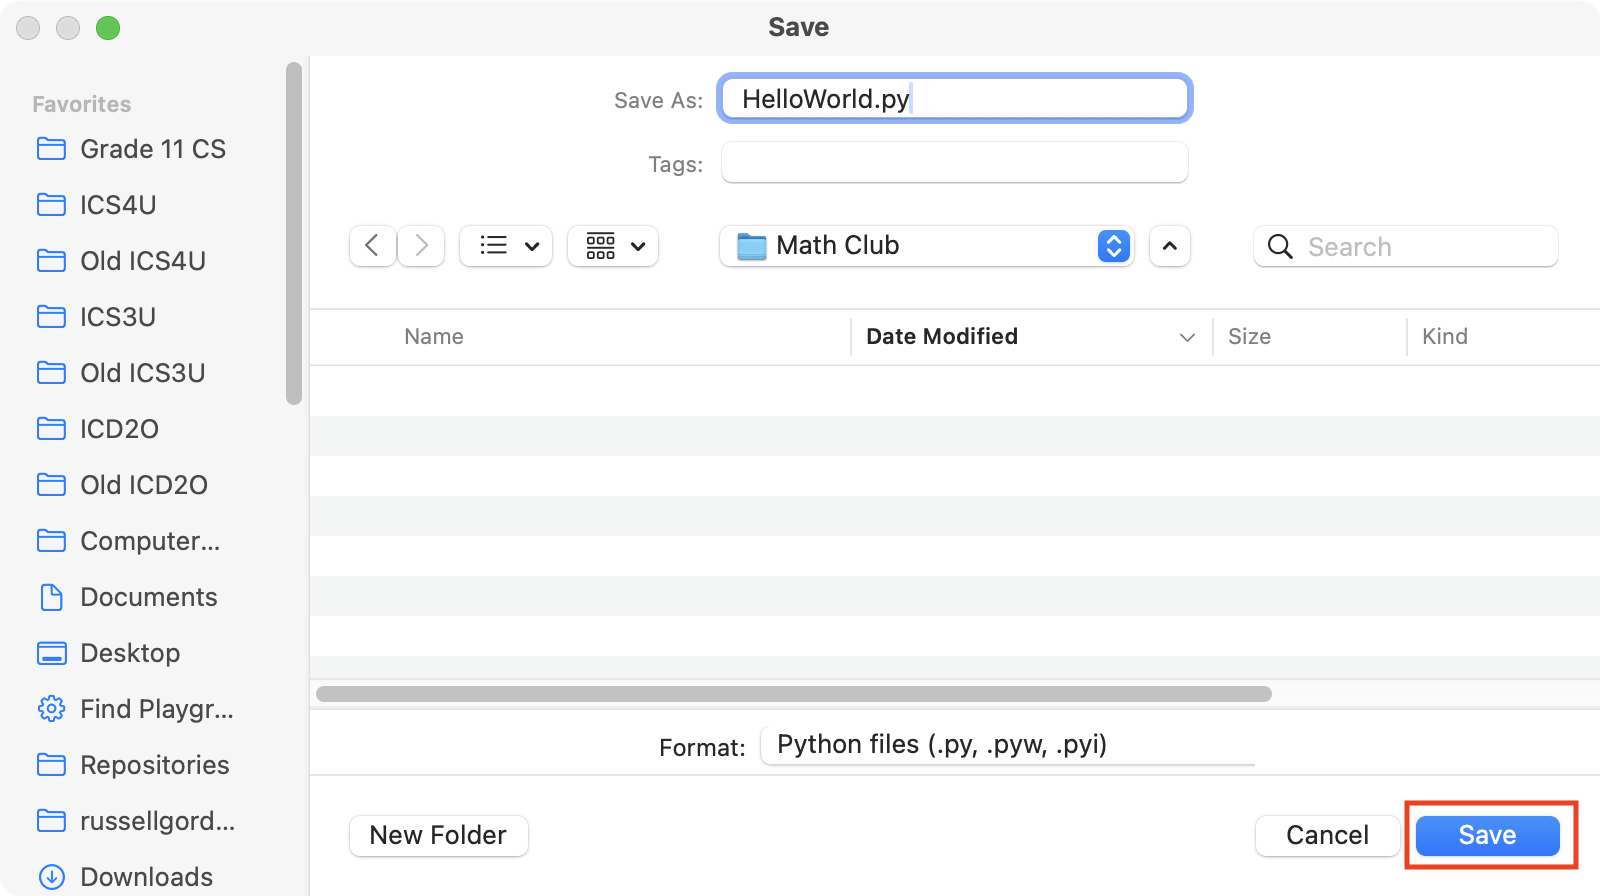 Save
Favorites
Grade 11 CS
ICS4U
Old ICS4U
ICS3U
Old ICS3U
ICD2O
Old ICD2O
Computer...
Documents
Desktop
Find Playgr...
Repositories
russellgord...
Downloads
Save As: HelloWorld.py
Tags:
Math Club
Search
Name Date Modified Size Kind
Format: Python files (.py, .pyw, .pyi)
New Folder Cancel Save